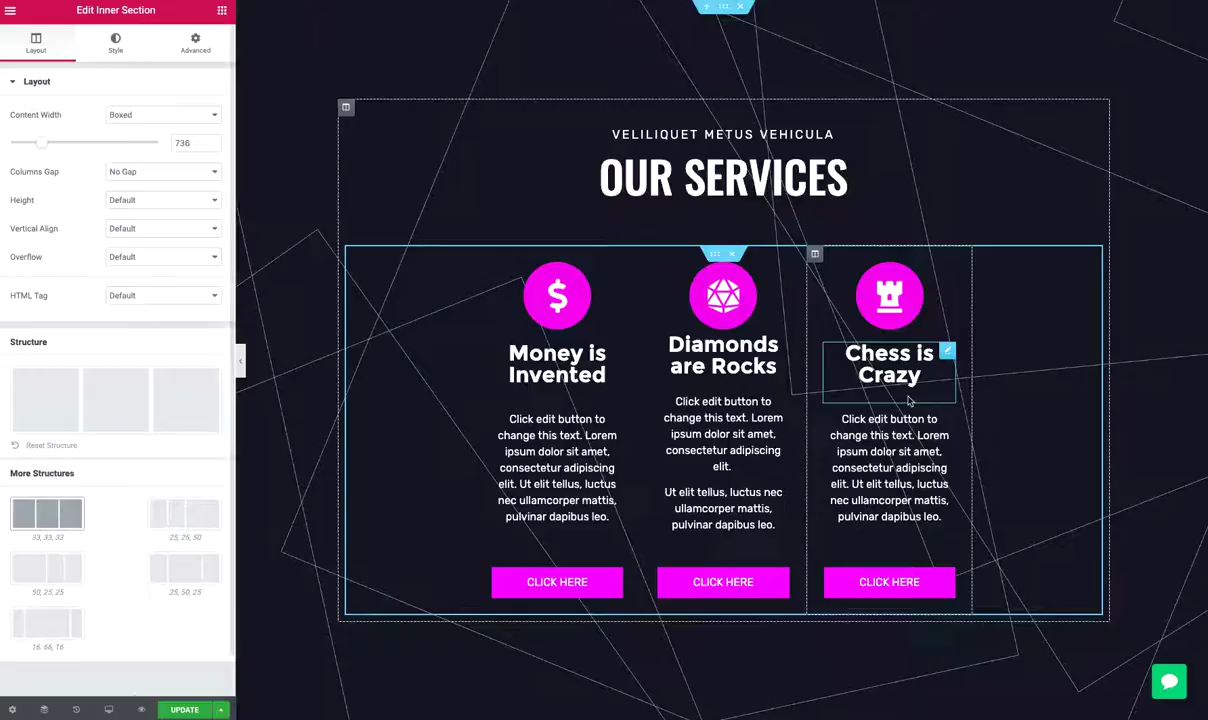 Edit Inner Section
Layout
Style
Advanced
Layout
Content Width
Boxed
736
Columns Gap
No Gap
Height
Default
Vertical Align
Default
Overflow
Default
HTML Tag
Default
Structure
Reset Structure
More Structures
33, 33, 33
25, 25, 50
50, 25, 25
25, 50, 25
16, 66, 16
UPDATE
VELILIQUET METUS VEHICULA
OUR SERVICES
Money is
Invented
Click edit button to
change this text. Lorem
ipsum dolor sit amet,
consectetur adipiscing
elit. Ut elit tellus, luctus
nec ullamcorper mattis,
pulvinar dapibus leo.
CLICK HERE
Diamonds
are Rocks
Click edit button to
change this text. Lorem
ipsum dolor sit amet,
consectetur adipiscing
elit.
Ut elit tellus, luctus nec
ullamcorper mattis,
pulvinar dapibus leo.
CLICK HERE
Chess is
Crazy
Click edit button to
change this text. Lorem
ipsum dolor sit amet,
consectetur adipiscing
elit. Ut elit tellus, luctus
nec ullamcorper mattis,
pulvinar dapibus leo.
CLICK HERE